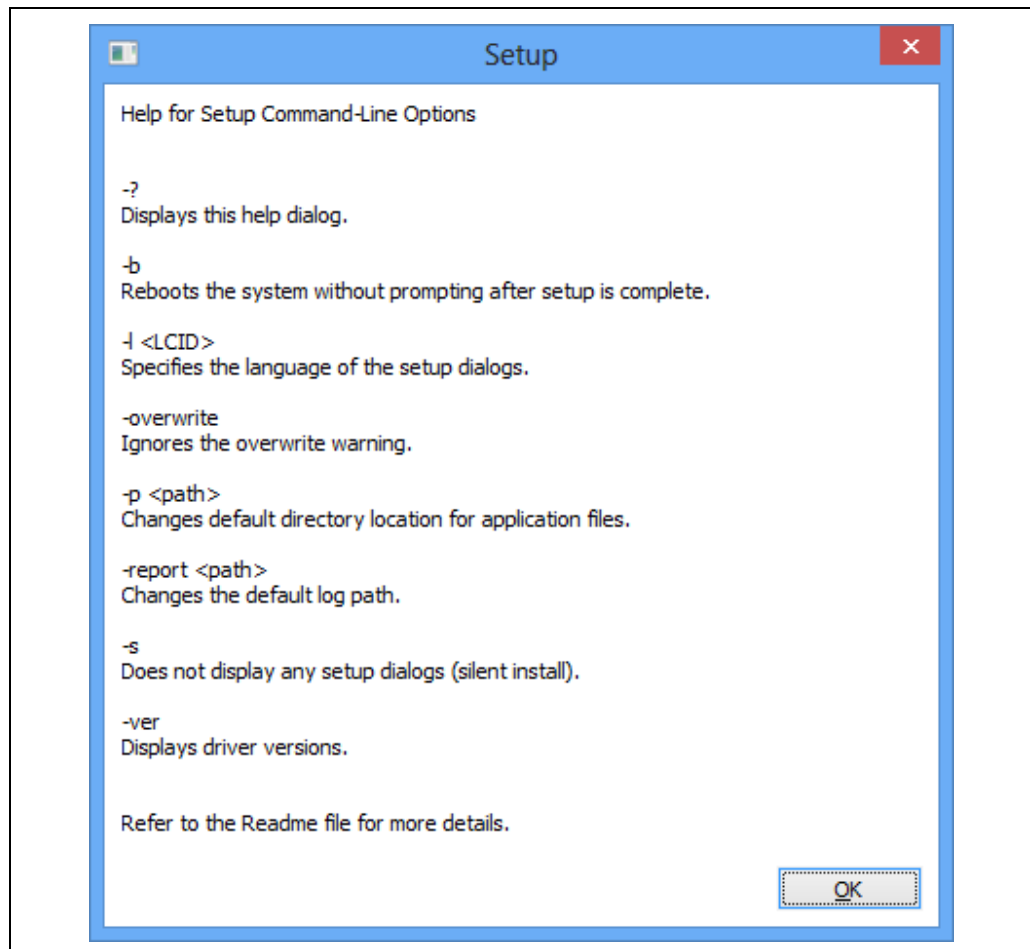 Setup
Help for Setup Command-Line Options
-?
Displays this help dialog.
-b
Reboots the system without prompting after setup is complete.
-l <LCID>
Specifies the language of the setup dialogs.
-overwrite
Ignores the overwrite warning.
-p <path>
Changes default directory location for application files.
-report <path>
Changes the default log path.
-s
Does not display any setup dialogs (silent install).
-ver
Displays driver versions.
Refer to the Readme file for more details.
OK